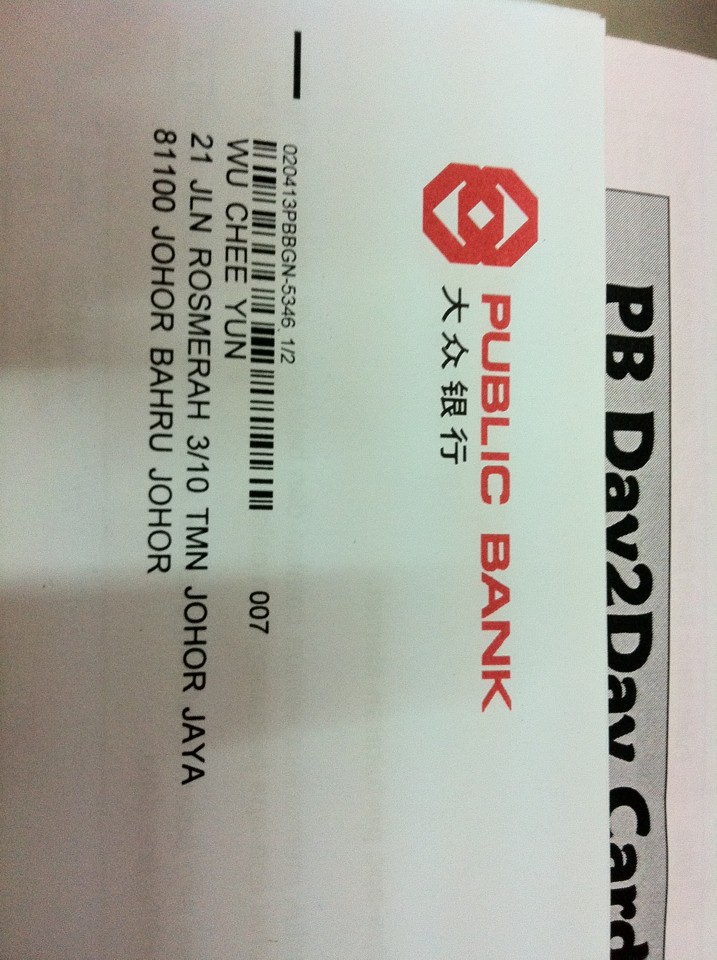 PB Day2Day Card
PUBLIC BANK
大众银行
020413PBBGN-5346 1/2
007
WU CHEE YUN
21 JLN ROSMERAH 3/10 TMN JOHOR JAYA
81100 JOHOR BAHRU JOHOR